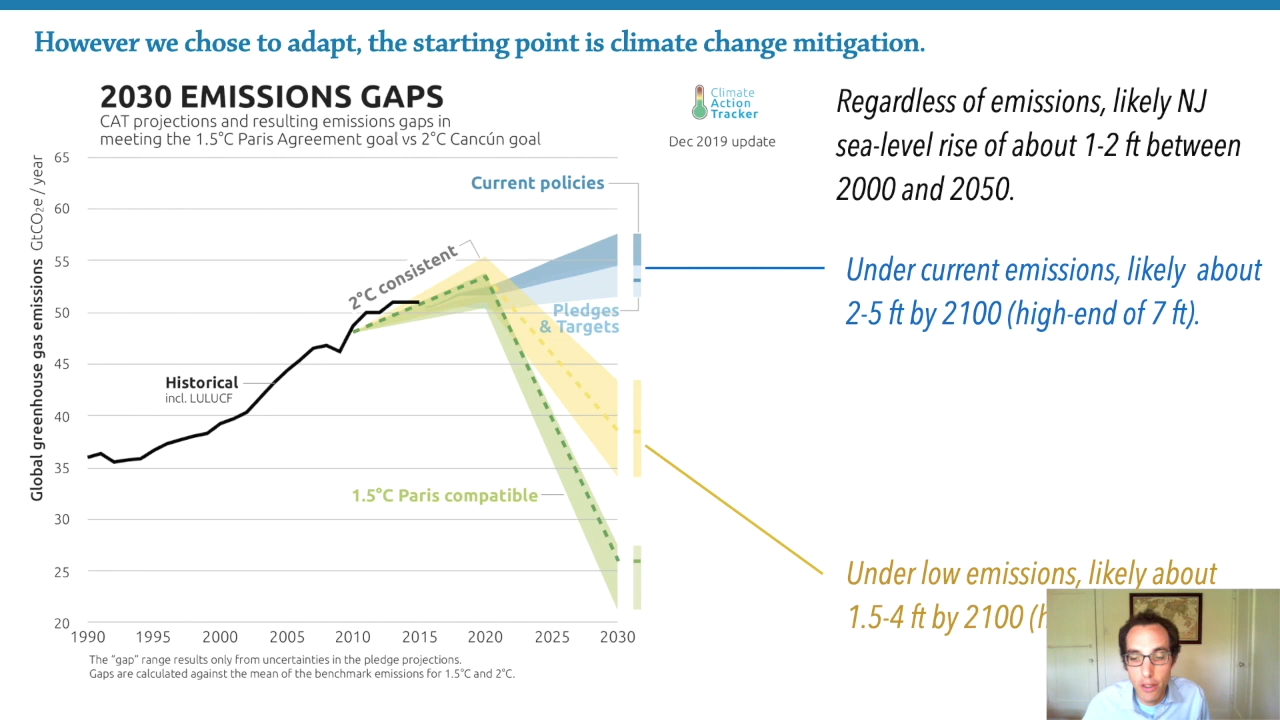 However we chose to adapt, the starting point is climate change mitigation.
2030 EMISSIONS GAPS
CAT projections and resulting emissions gaps in
meeting the 1.5°C Paris Agreement goal vs 2°C Cancún goal
Climate
Action
Tracker
Dec 2019 update
Global greenhouse gas emissions GtCO₂e / year
65
60
55
50
45
40
35
30
25
20
1990
1995
2000
2005
2010
2015
2020
2025
2030
Current policies
2°C consistent
Pledges
& Targets
Historical
incl. LULUCF
1.5°C Paris compatible
The "gap" range results only from uncertainties in the pledge projections.
Gaps are calculated against the mean of the benchmark emissions for 1.5°C and 2°C.
Regardless of emissions, likely NJ
sea-level rise of about 1-2 ft between
2000 and 2050.
Under current emissions, likely about
2-5 ft by 2100 (high-end of 7 ft).
Under low emissions, likely about
1.5-4 ft by 2100 (